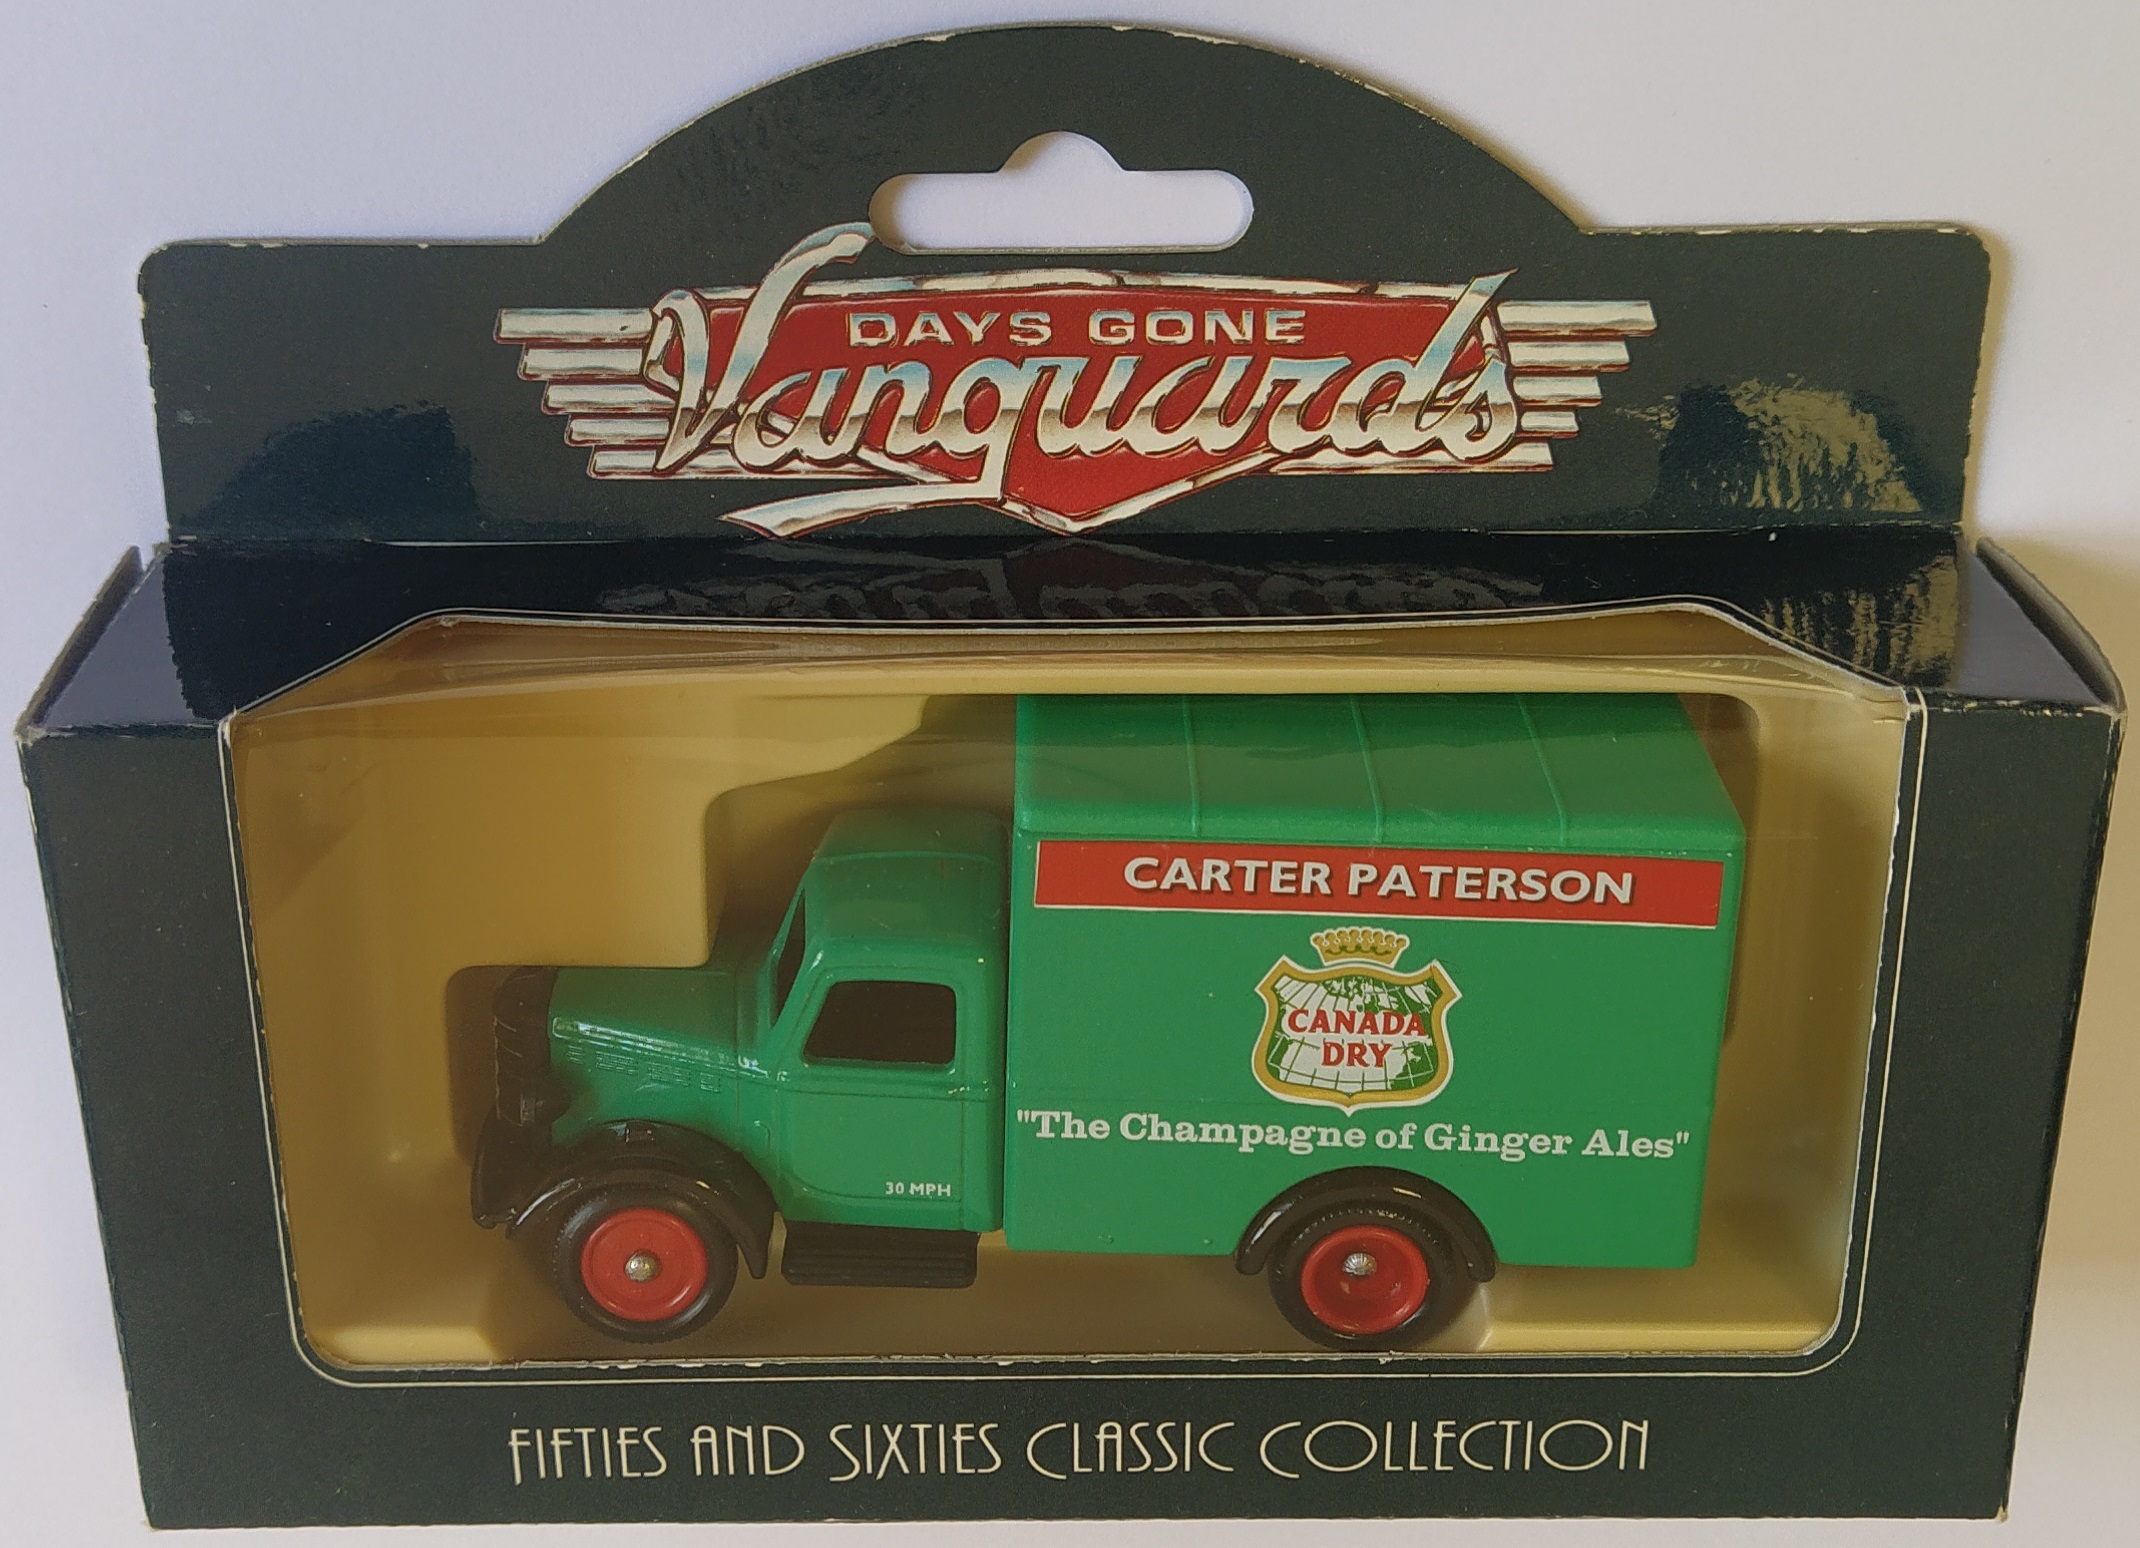 DAYS GONE
Vanguards
CARTER PATERSON
CANADA
DRY
"The Champagne of Ginger Ales"
30 MPH
FIFTIES AND SIXTIES CLASSIC COLLECTION